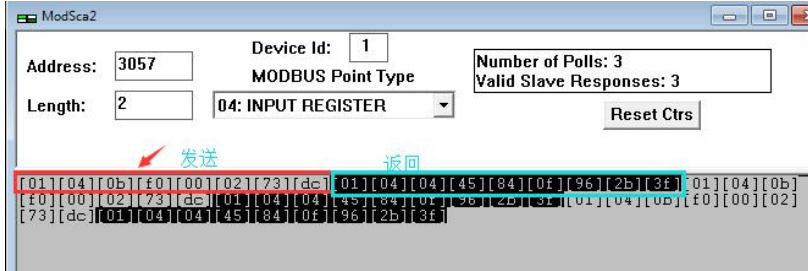 ModSca2
Address: 3057
Device Id: 1
MODBUS Point Type
Length: 2
04: INPUT REGISTER
Number of Polls: 3
Valid Slave Responses: 3
Reset Ctrs
发送
返回
[01][04][0b][f0][00][02][73][dc][01][04][04][45][84][0f][96][2b][3f][01][04][0b]
[f0][00][02][73][dc][01][04][04][45][84][0f][96][2b][3f][01][04][0b][f0][00][02]
[73][dc][01][04][04][45][84][0f][96][2b][3f]